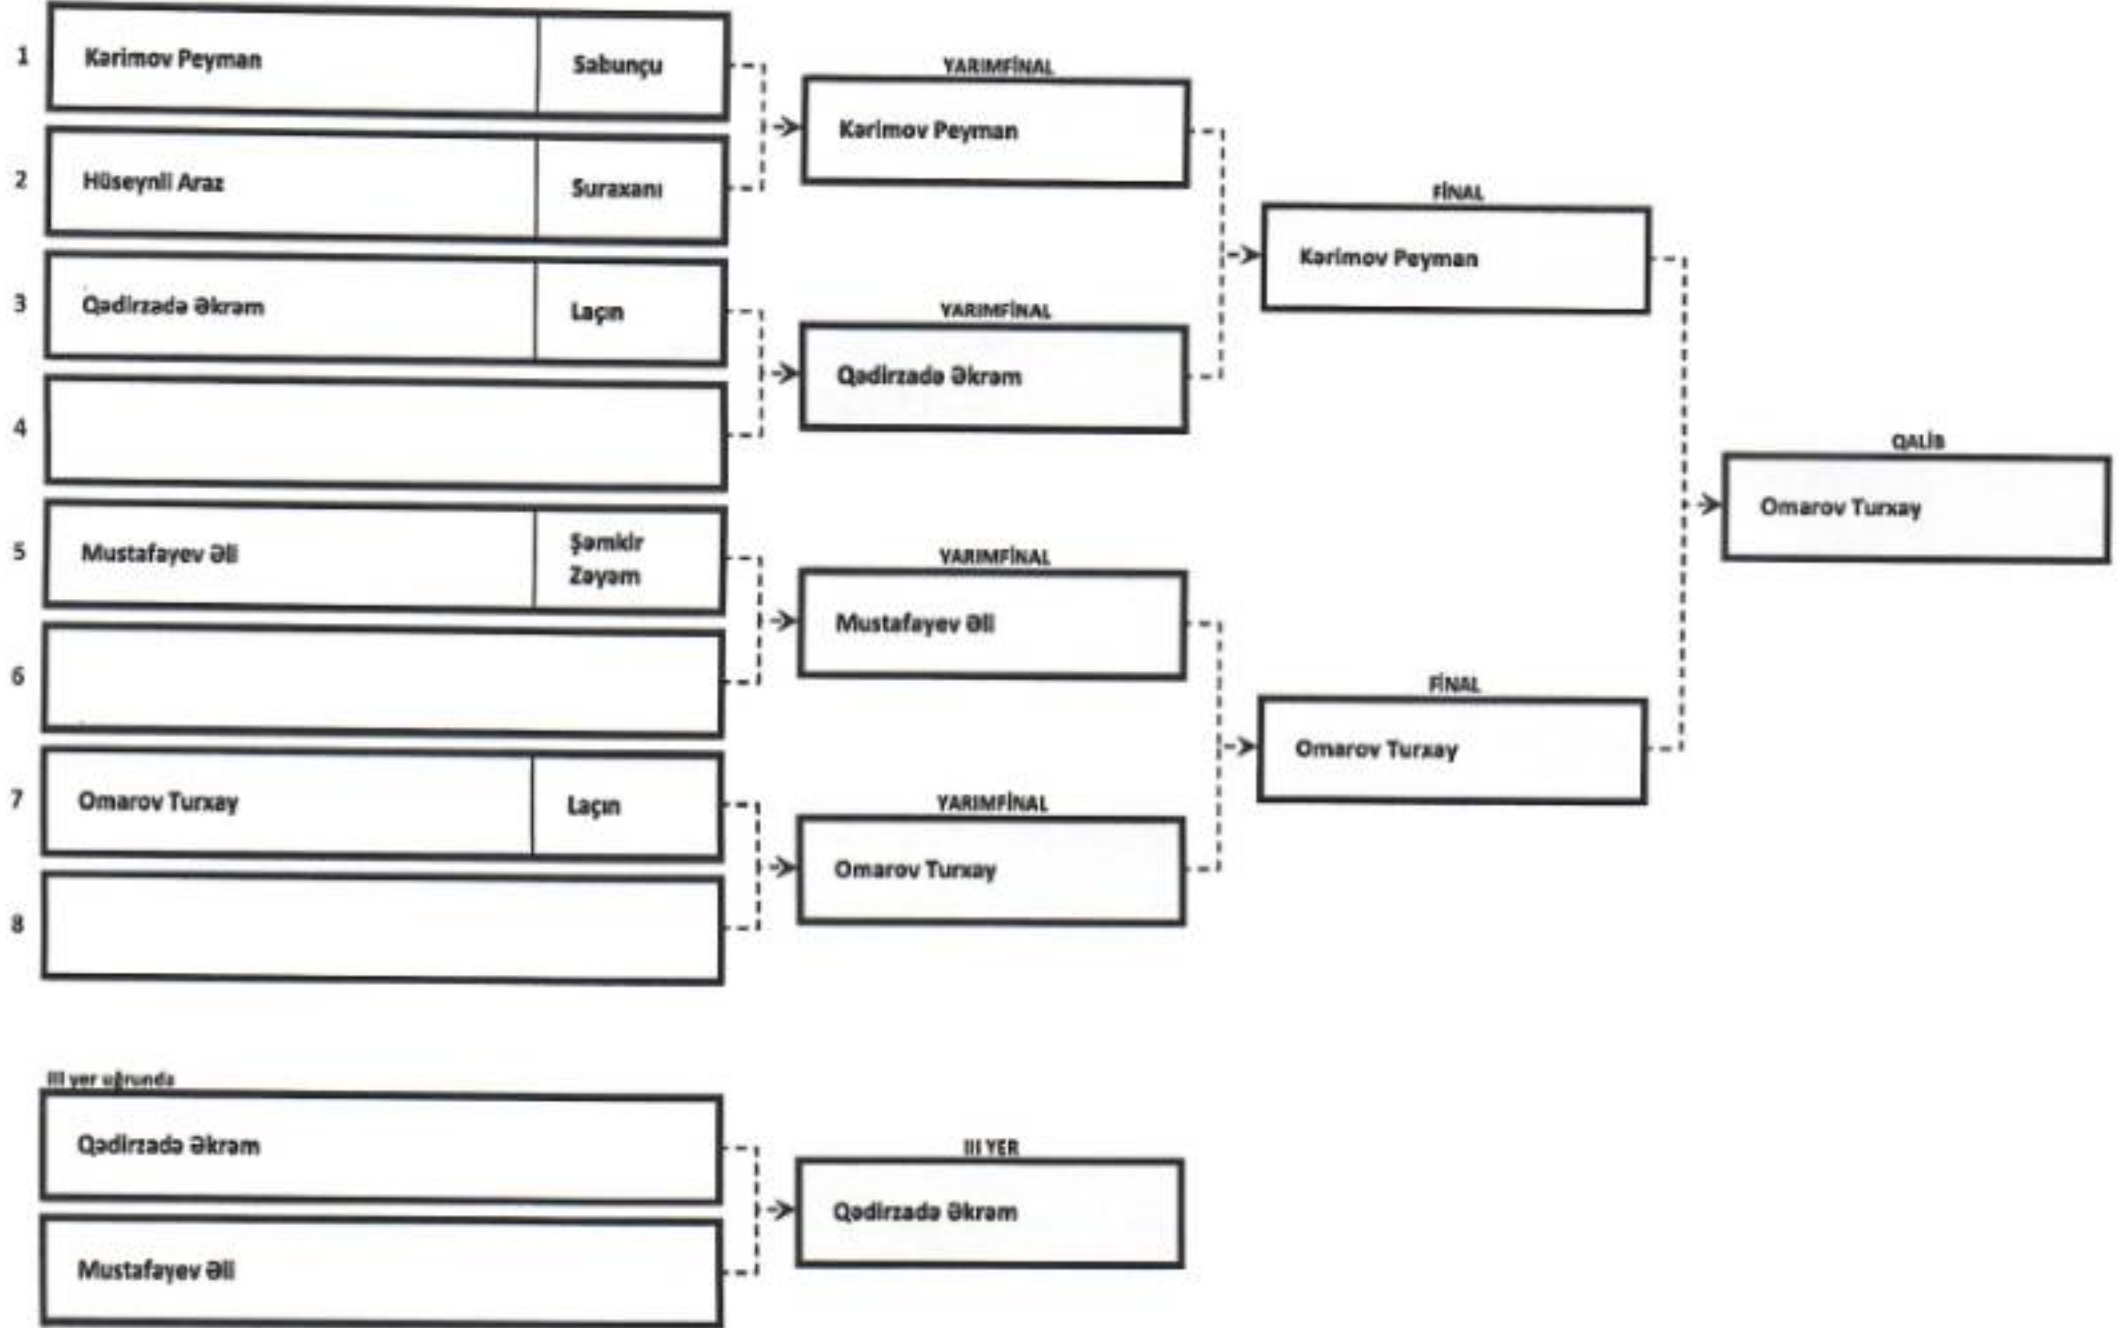 1 Kərimov Peyman Sabunçu
2 Hüseynli Araz Suraxanı
3 Qədirzadə Əkrəm Laçın
4
5 Mustafayev Əli Şəmkir
Zəyəm
6
7 Omarov Turxay Laçın
8
YARIMFİNAL
Kərimov Peyman
YARIMFİNAL
Qədirzadə Əkrəm
YARIMFİNAL
Mustafayev Əli
YARIMFİNAL
Omarov Turxay
FİNAL
Kərimov Peyman
FİNAL
Omarov Turxay
QALİB
Omarov Turxay
III yer uğrunda
Qədirzadə Əkrəm
Mustafayev Əli
III YER
Qədirzadə Əkrəm